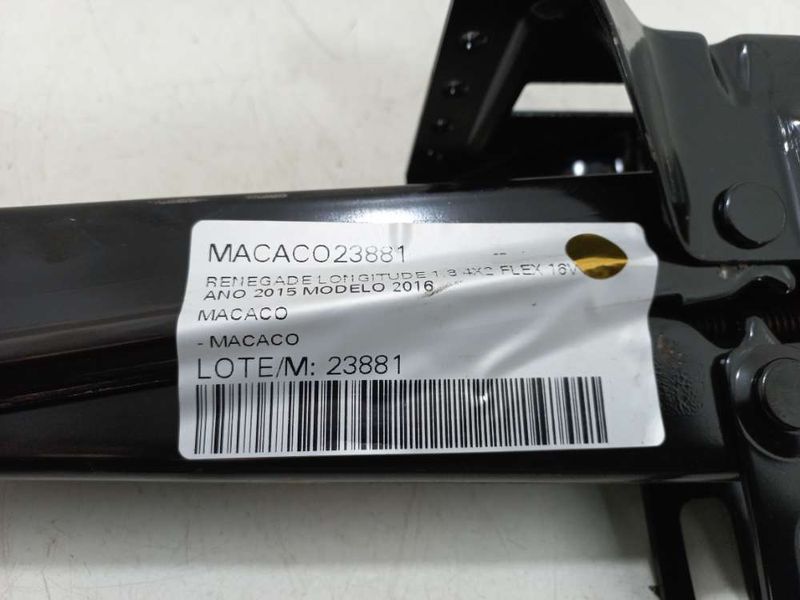 MACACO23881
RENEGADE LONGITUDE 1.8 4X2 FLEX 16V
ANO 2015 MODELO 2016
MACACO
- MACACO
LOTE/M: 23881